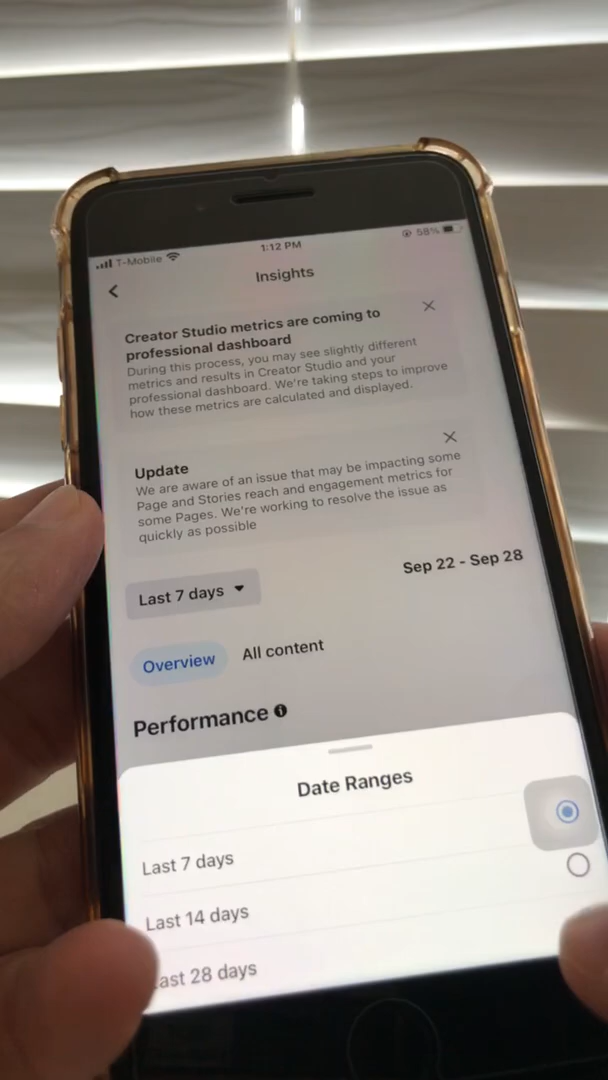 T-Mobile
1:12 PM
58%
Insights
Creator Studio metrics are coming to
professional dashboard
During this process, you may see slightly different
metrics and results in Creator Studio and your
professional dashboard. We're taking steps to improve
how these metrics are calculated and displayed.
Update
We are aware of an issue that may be impacting some
Page and Stories reach and engagement metrics for
some Pages. We're working to resolve the issue as
quickly as possible
Last 7 days
Sep 22 - Sep 28
Overview
All content
Performance
Date Ranges
Last 7 days
Last 14 days
Last 28 days